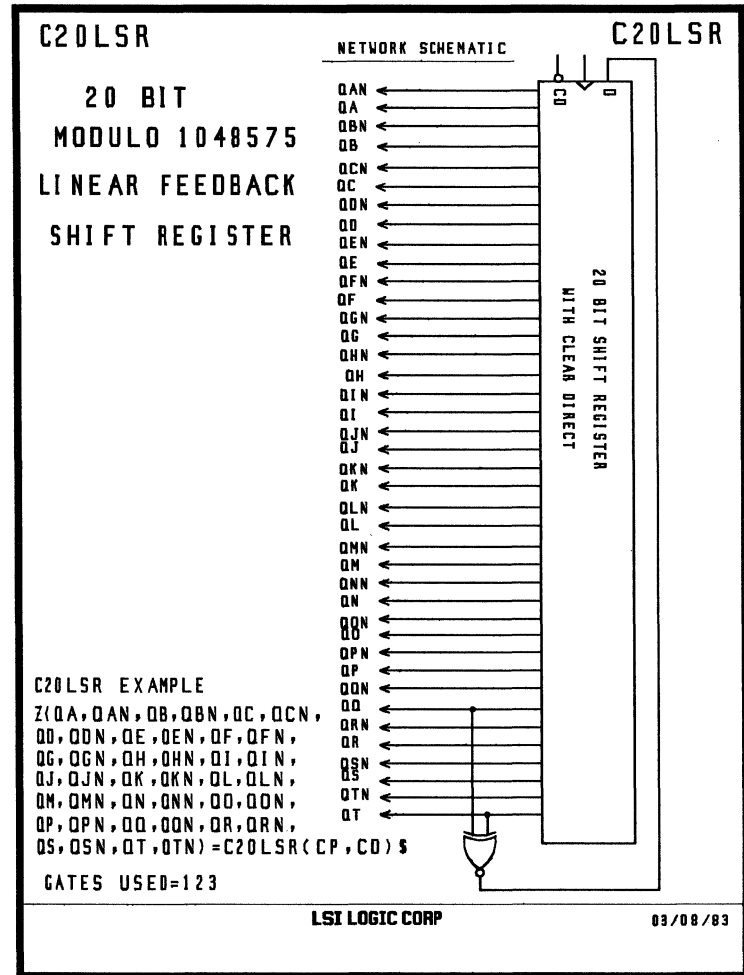 C20LSR
C20LSR
NETWORK SCHEMATIC
20 BIT
MODULO 1048575
LINEAR FEEDBACK
SHIFT REGISTER
CD
D
QAN
QA
QBN
QB
QCN
QC
QDN
QD
QEN
QE
QFN
QF
QGN
QG
QHN
QH
QIN
QI
QJN
QJ
QKN
QK
QLN
QL
QMN
QM
QNN
QN
QON
QO
QPN
QP
QQN
QQ
QRN
QR
QSN
QS
QTN
QT
20 BIT SHIFT REGISTER
WITH CLEAR DIRECT
C20LSR EXAMPLE
Z(QA,QAN,QB,QBN,QC,QCN,
QD,QDN,QE,QEN,QF,QFN,
QG,QGN,QH,QHN,QI,QIN,
QJ,QJN,QK,QKN,QL,QLN,
QM,QMN,QN,QNN,QO,QON,
QP,QPN,QQ,QQN,QR,QRN,
QS,QSN,QT,QTN)=C20LSR(CP,CD)$
GATES USED=123
LSI LOGIC CORP
03/08/83